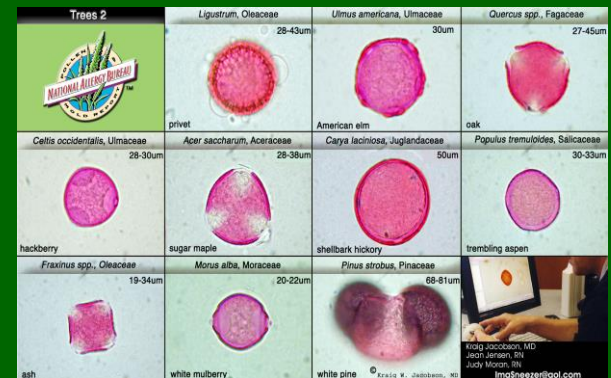 Trees 2
NATIONAL ALLERGY BUREAU
POLLEN &
MOLD REPORT
TM
Ligustrum, Oleaceae
28-43um
privet
Ulmus americana, Ulmaceae
30um
American elm
Quercus spp., Fagaceae
27-45um
oak
Celtis occidentalis, Ulmaceae
28-30um
hackberry
Acer saccharum, Aceraceae
28-38um
sugar maple
Carya laciniosa, Juglandaceae
50um
shellbark hickory
Populus tremuloides, Salicaceae
30-33um
trembling aspen
Fraxinus spp., Oleaceae
19-34um
ash
Morus alba, Moraceae
20-22um
white mulberry
Pinus strobus, Pinaceae
68-81um
white pine
© Kraig W. Jacobson, MD
Kraig Jacobson, MD
Jean Jensen, RN
Judy Moran, RN
ImaSneezer@aol.com